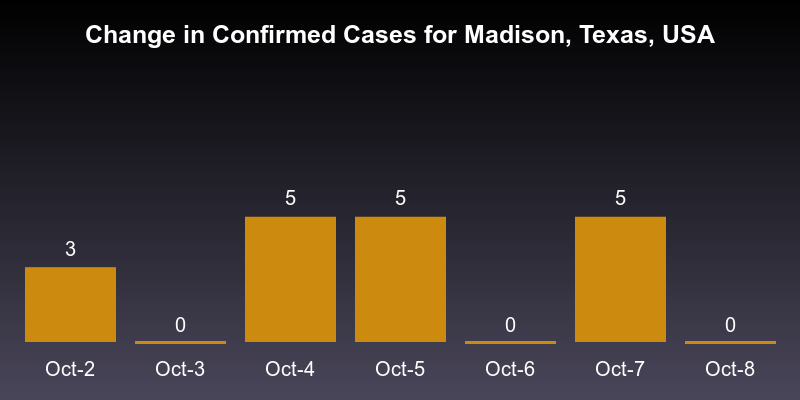 Change in Confirmed Cases for Madison, Texas, USA
3 0 5 5 0 5 0
Oct-2 Oct-3 Oct-4 Oct-5 Oct-6 Oct-7 Oct-8